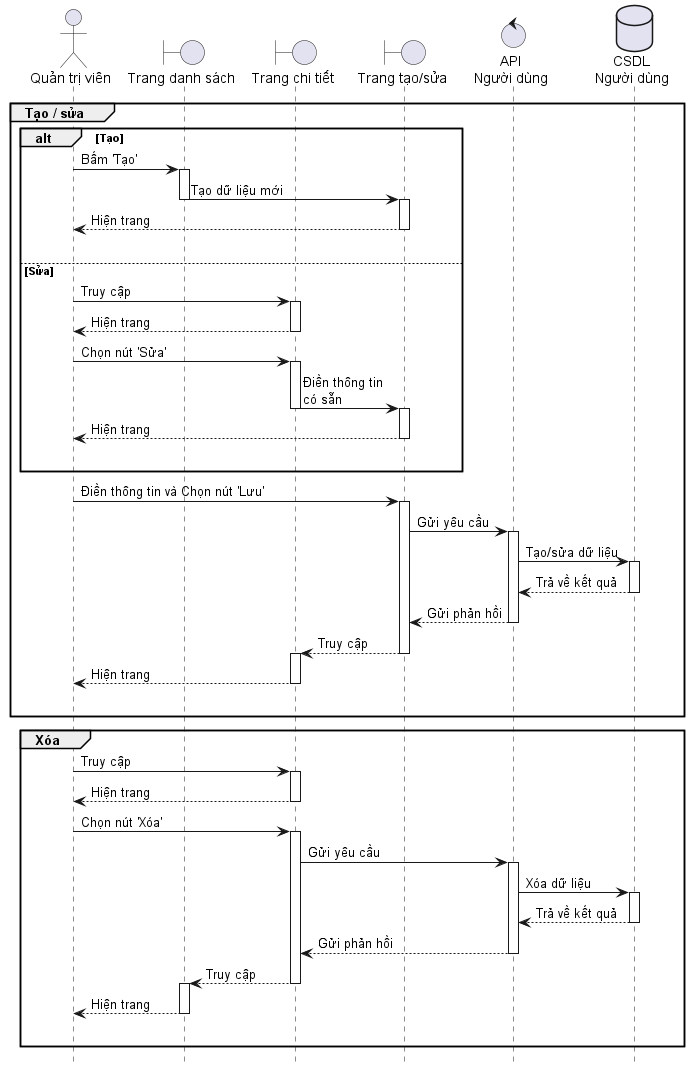 Quản trị viên
Trang danh sách
Trang chi tiết
Trang tạo/sửa
API
Người dùng
CSDL
Người dùng
Tạo / sửa
alt [Tạo]
Bấm 'Tạo'
Tạo dữ liệu mới
Hiện trang
[Sửa]
Truy cập
Hiện trang
Chọn nút 'Sửa'
Điền thông tin
có sẵn
Hiện trang
Điền thông tin và Chọn nút 'Lưu'
Gửi yêu cầu
Tạo/sửa dữ liệu
Trả về kết quả
Gửi phản hồi
Truy cập
Hiện trang
Xóa
Truy cập
Hiện trang
Chọn nút 'Xóa'
Gửi yêu cầu
Xóa dữ liệu
Trả về kết quả
Gửi phản hồi
Truy cập
Hiện trang